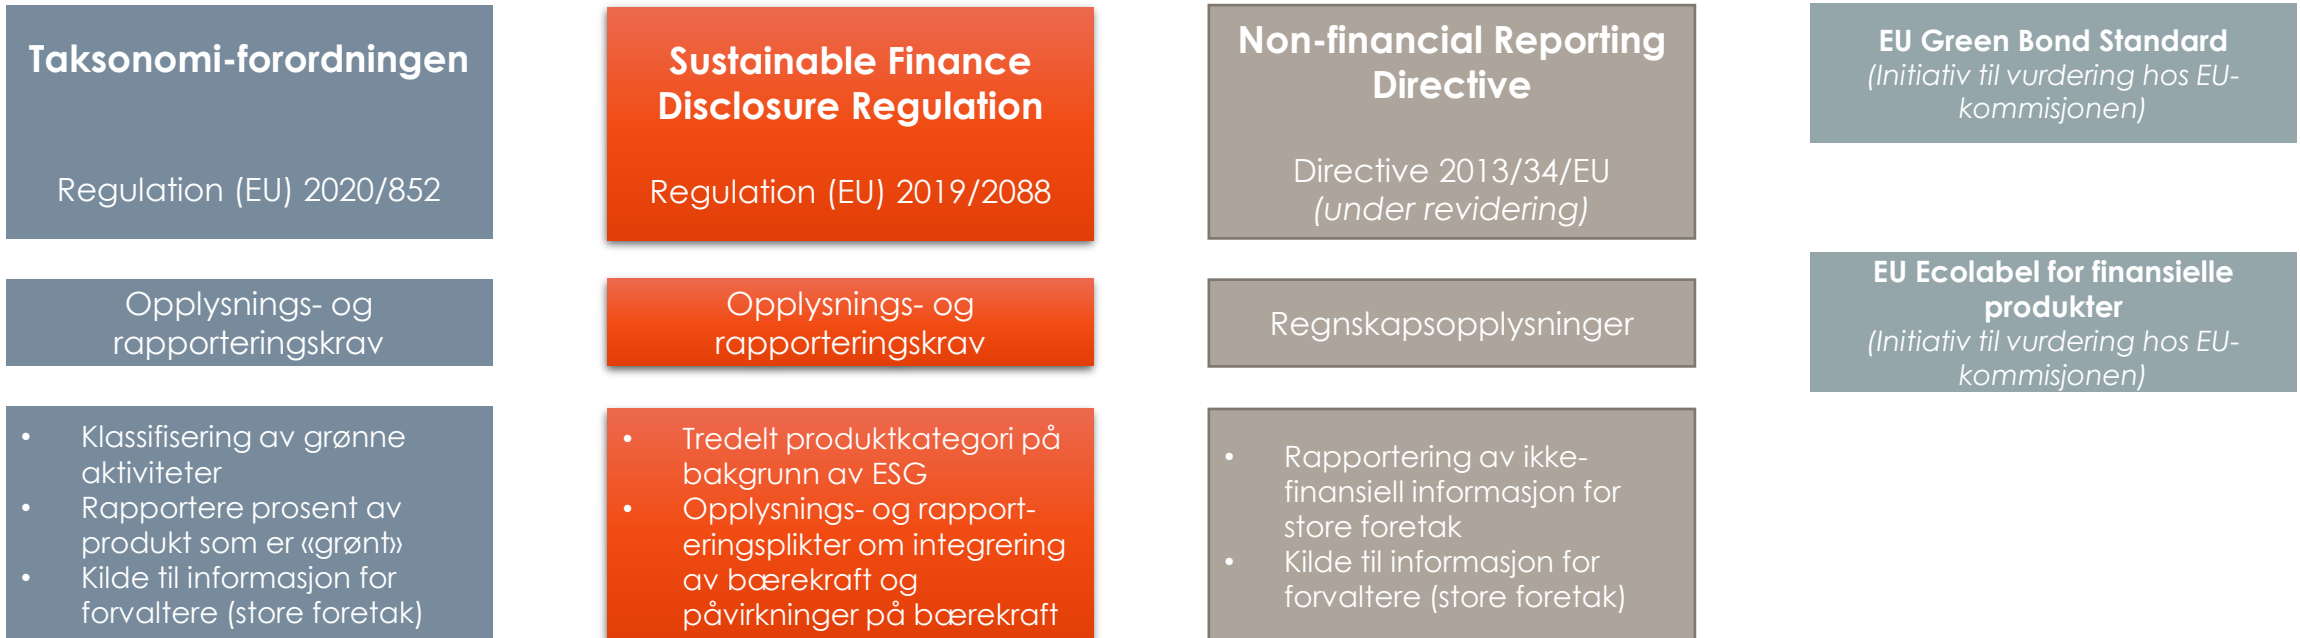 Taksonomi-forordningen
Regulation (EU) 2020/852
Opplysnings- og
rapporteringskrav
• Klassifisering av grønne
aktiviteter
• Rapportere prosent av
produkt som er «grønt»
• Kilde til informasjon for
forvaltere (store foretak)
Sustainable Finance
Disclosure Regulation
Regulation (EU) 2019/2088
Opplysnings- og
rapporteringskrav
• Tredelt produktkategori på
bakgrunn av ESG
• Opplysnings- og rapport-
eringsplikter om integrering
av bærekraft og
påvirkninger på bærekraft
Non-financial Reporting
Directive
Directive 2013/34/EU
(under revidering)
Regnskapsopplysninger
• Rapportering av ikke-
finansiell informasjon for
store foretak
• Kilde til informasjon for
forvaltere (store foretak)
EU Green Bond Standard
(Initiativ til vurdering hos EU-
kommisjonen)
EU Ecolabel for finansielle
produkter
(Initiativ til vurdering hos EU-
kommisjonen)